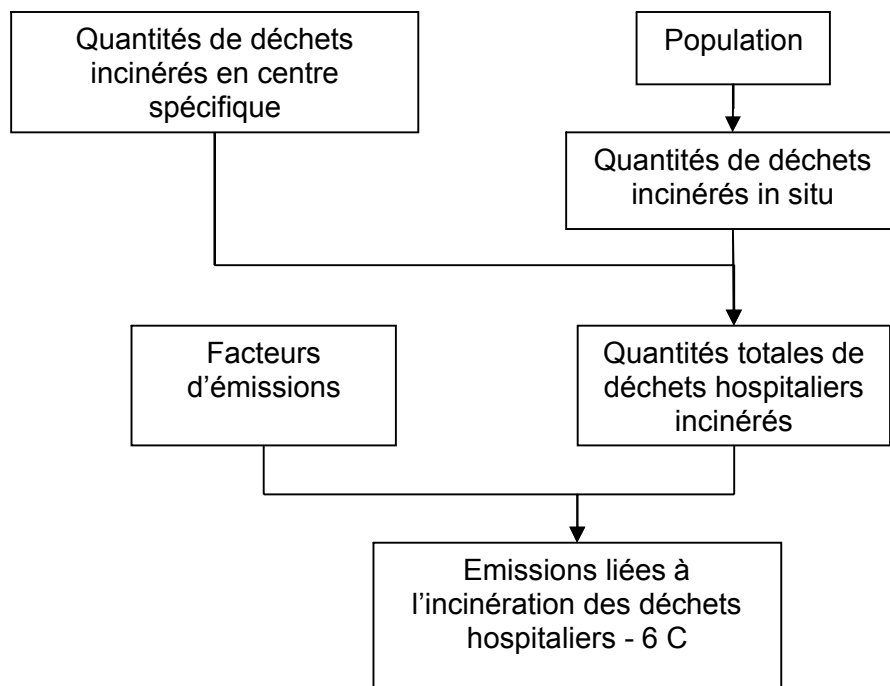 Quantités de déchets
incinérés en centre
spécifique
Population
Quantités de déchets
incinérés in situ
Facteurs
d’émissions
Quantités totales de
déchets hospitaliers
incinérés
Emissions liées à
l’incinération des déchets
hospitaliers - 6 C